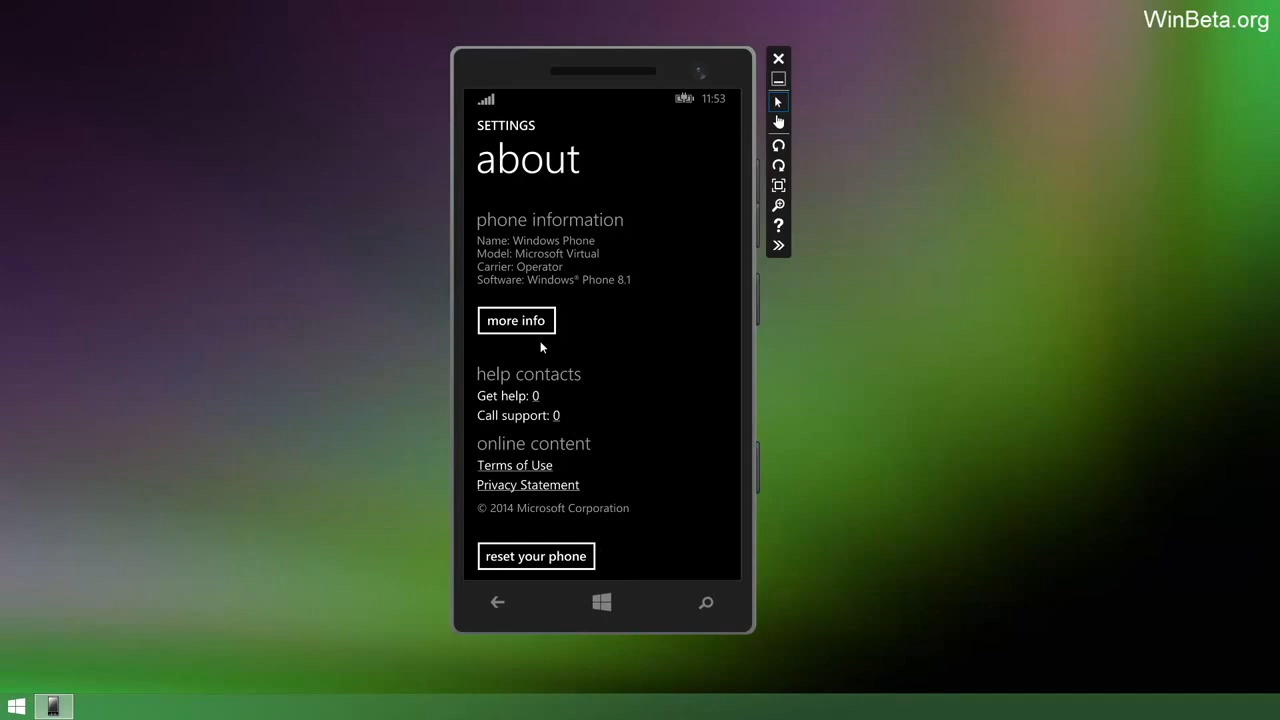 WinBeta.org
11:53
SETTINGS
about
phone information
Name: Windows Phone
Model: Microsoft Virtual
Carrier: Operator
Software: Windows® Phone 8.1
more info
help contacts
Get help: 0
Call support: 0
online content
Terms of Use
Privacy Statement
© 2014 Microsoft Corporation
reset your phone